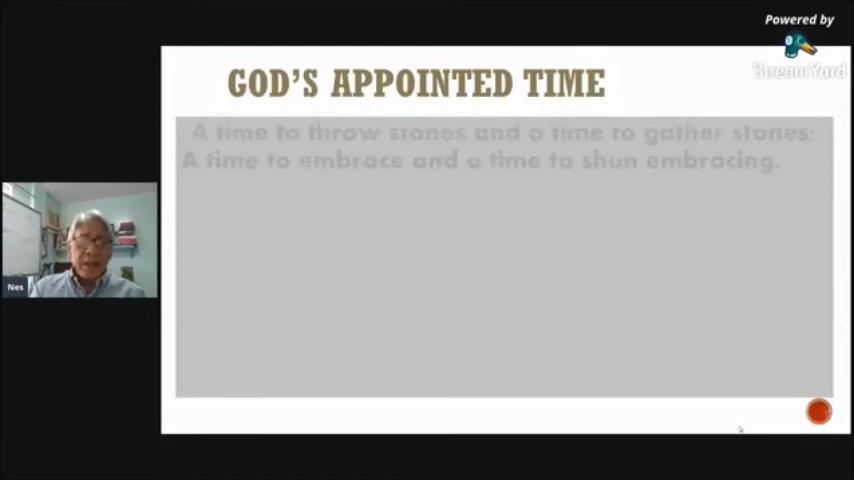 Powered by
StreamYard
GOD'S APPOINTED TIME
A time to throw stones and a time to gather stones;
A time to embrace and a time to shun embracing.
Nes